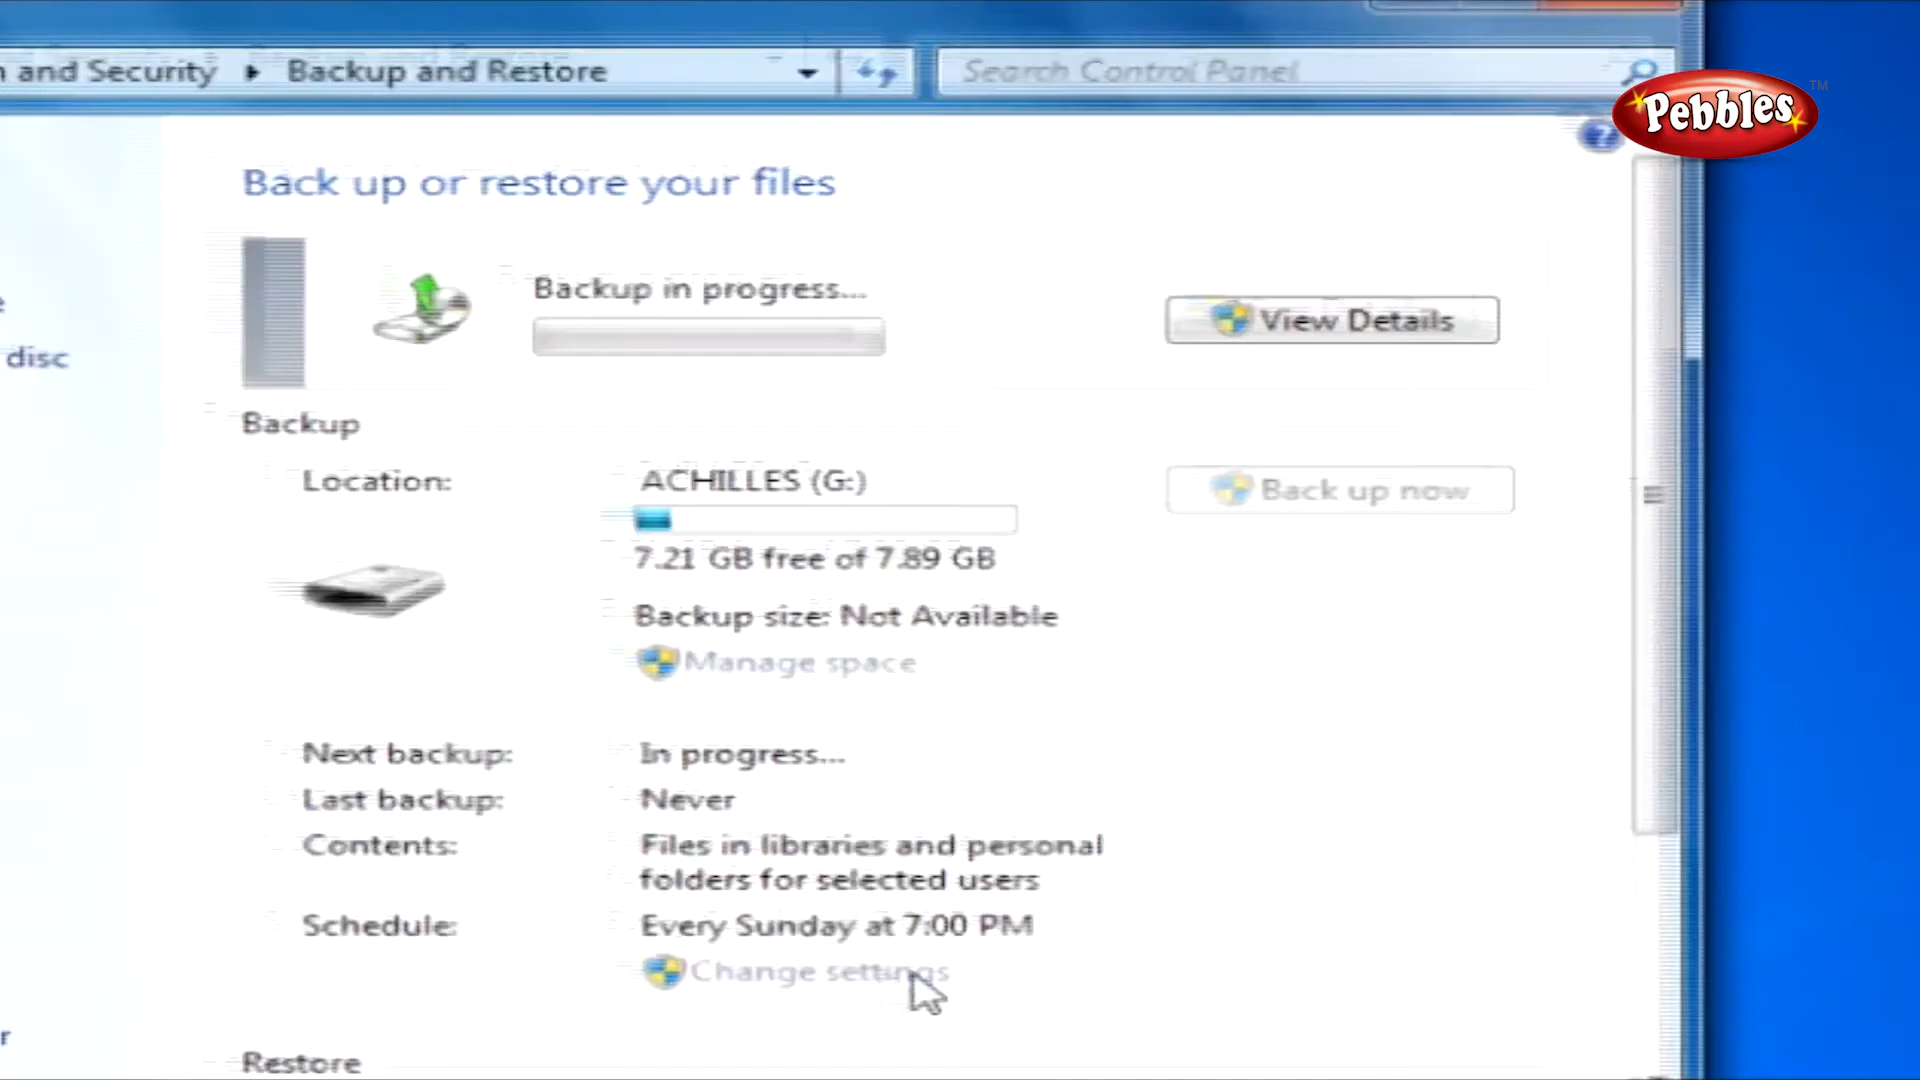 and Security ▸ Backup and Restore
Search Control Panel
Pebbles
TM
Back up or restore your files
Backup in progress...
View Details
disc
Backup
Location:
ACHILLES (G:)
Back up now
7.21 GB free of 7.89 GB
Backup size: Not Available
Manage space
Next backup:
In progress...
Last backup:
Never
Contents:
Files in libraries and personal
folders for selected users
Schedule:
Every Sunday at 7:00 PM
Change settings
Restore